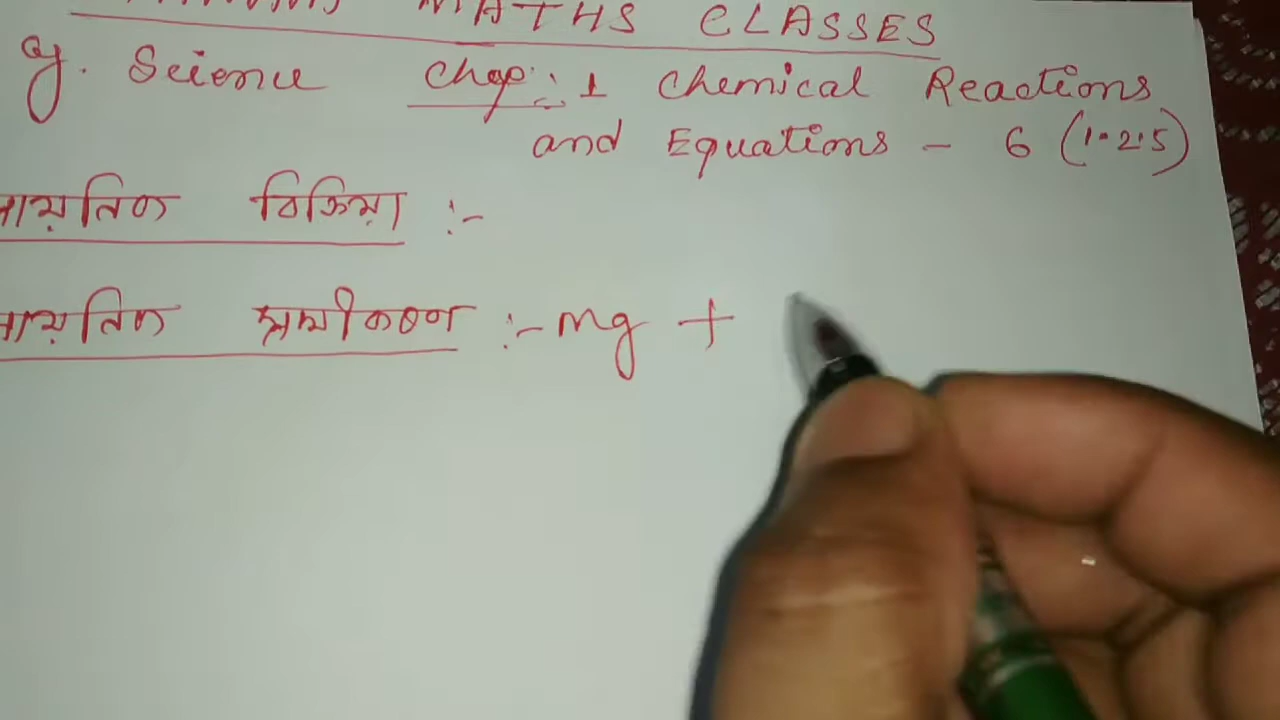 MATHS CLASSES
g. Science Chap:. 1 Chemical Reactions
and Equations - 6 (1.2.5)
বিক্রিয়া :-
সমীকরণ :- Mg +